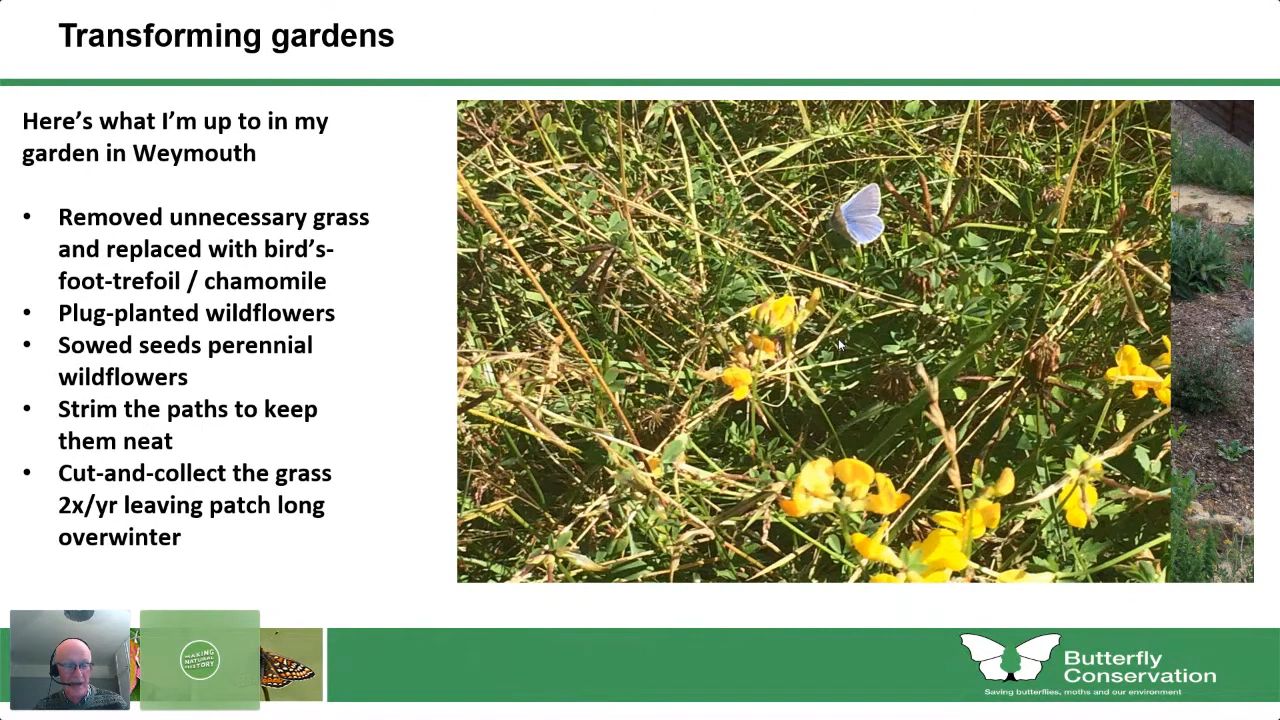 Transforming gardens
Here’s what I’m up to in my
garden in Weymouth
• Removed unnecessary grass
and replaced with bird’s-
foot-trefoil / chamomile
• Plug-planted wildflowers
• Sowed seeds perennial
wildflowers
• Strim the paths to keep
them neat
• Cut-and-collect the grass
2x/yr leaving patch long
overwinter
MAKING
NATURAL
HISTORY
Butterfly
Conservation
Saving butterflies, moths and our environment